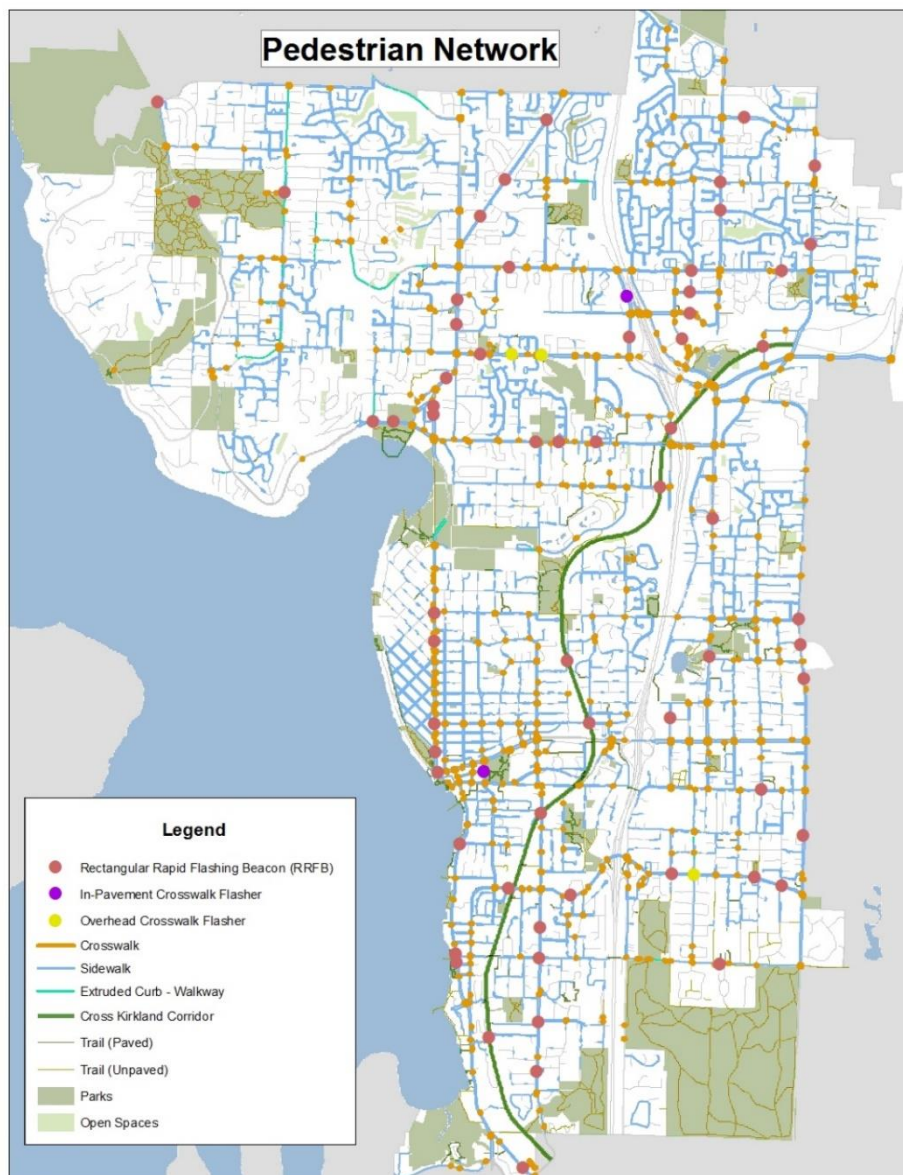 Pedestrian Network
Legend
Rectangular Rapid Flashing Beacon (RRFB)
In-Pavement Crosswalk Flasher
Overhead Crosswalk Flasher
Crosswalk
Sidewalk
Extruded Curb - Walkway
Cross Kirkland Corridor
Trail (Paved)
Trail (Unpaved)
Parks
Open Spaces